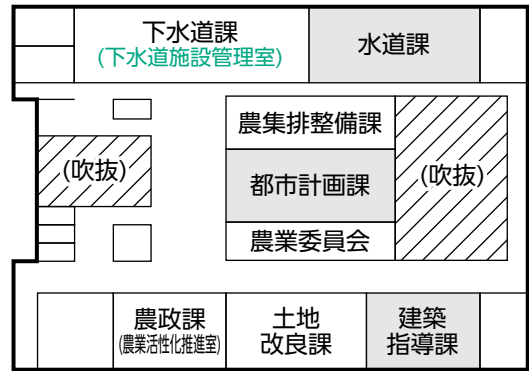 下水道課
(下水道施設管理室)
水道課
農集排整備課
(吹抜)
都市計画課
(吹抜)
農業委員会
農政課
(農業活性化推進室)
土地
改良課
建築
指導課